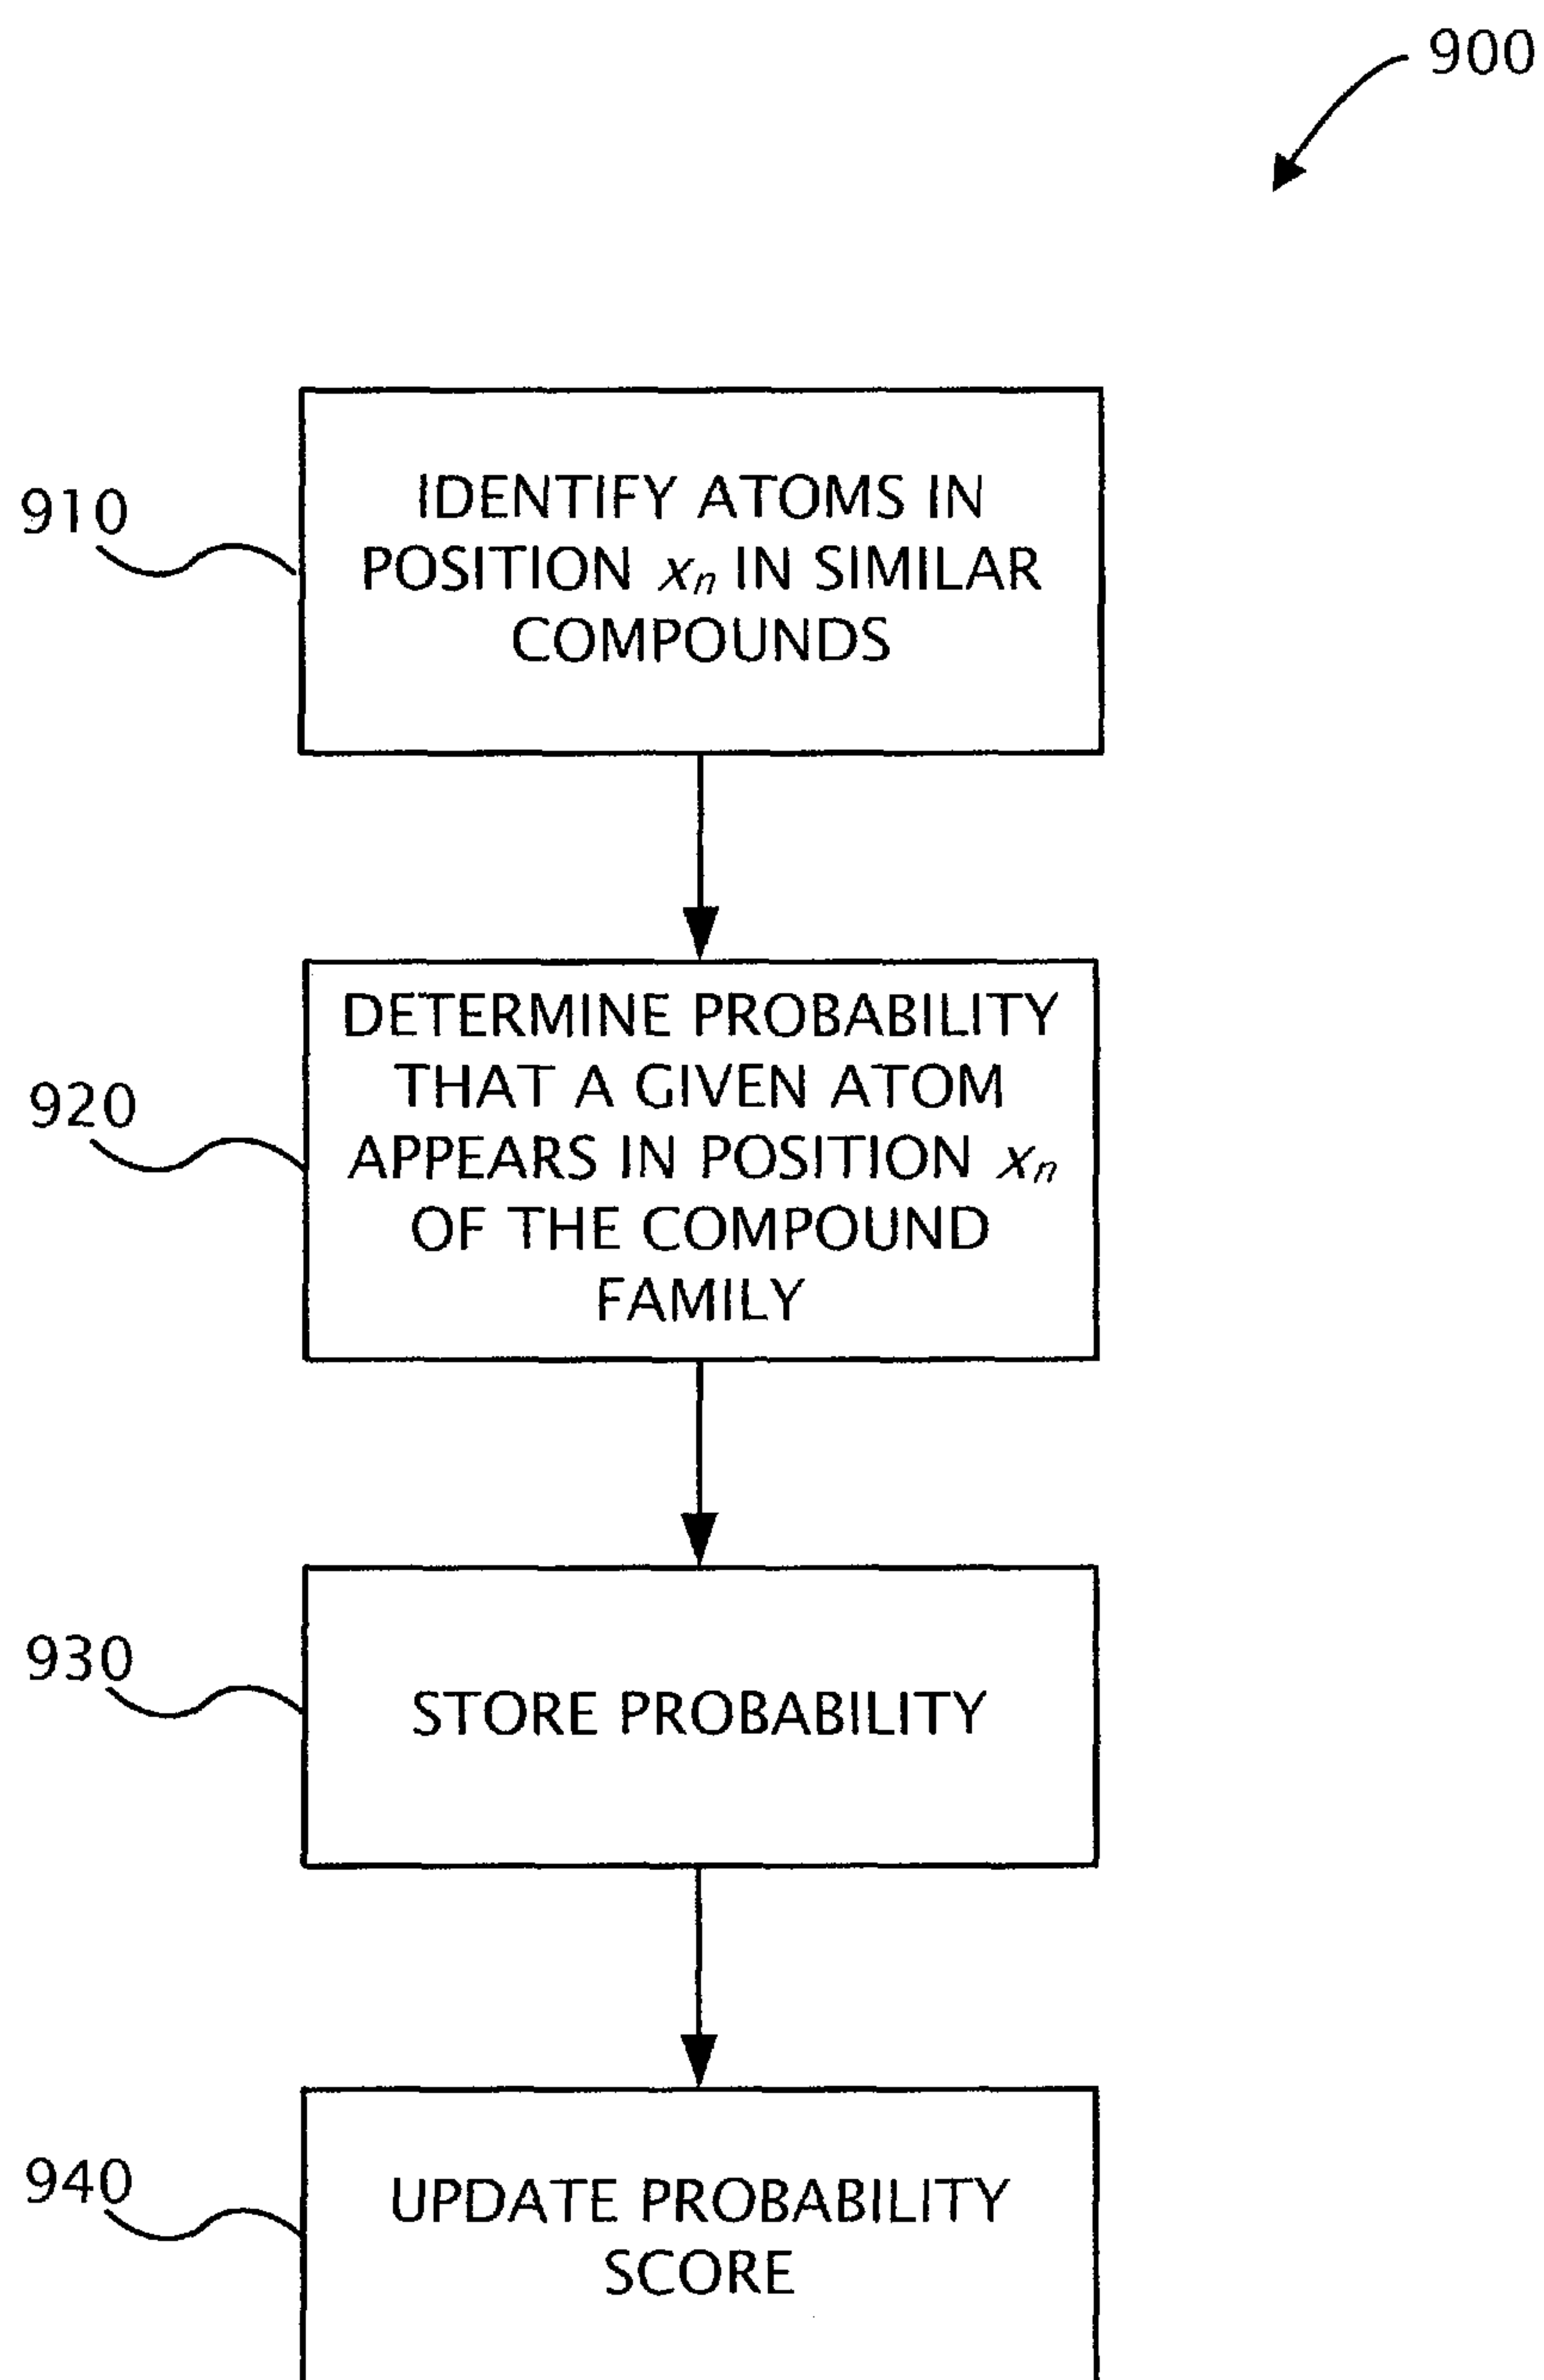 900
910
IDENTIFY ATOMS IN
POSITION xn IN SIMILAR
COMPOUNDS
920
DETERMINE PROBABILITY
THAT A GIVEN ATOM
APPEARS IN POSITION xn
OF THE COMPOUND
FAMILY
930
STORE PROBABILITY
940
UPDATE PROBABILITY
SCORE